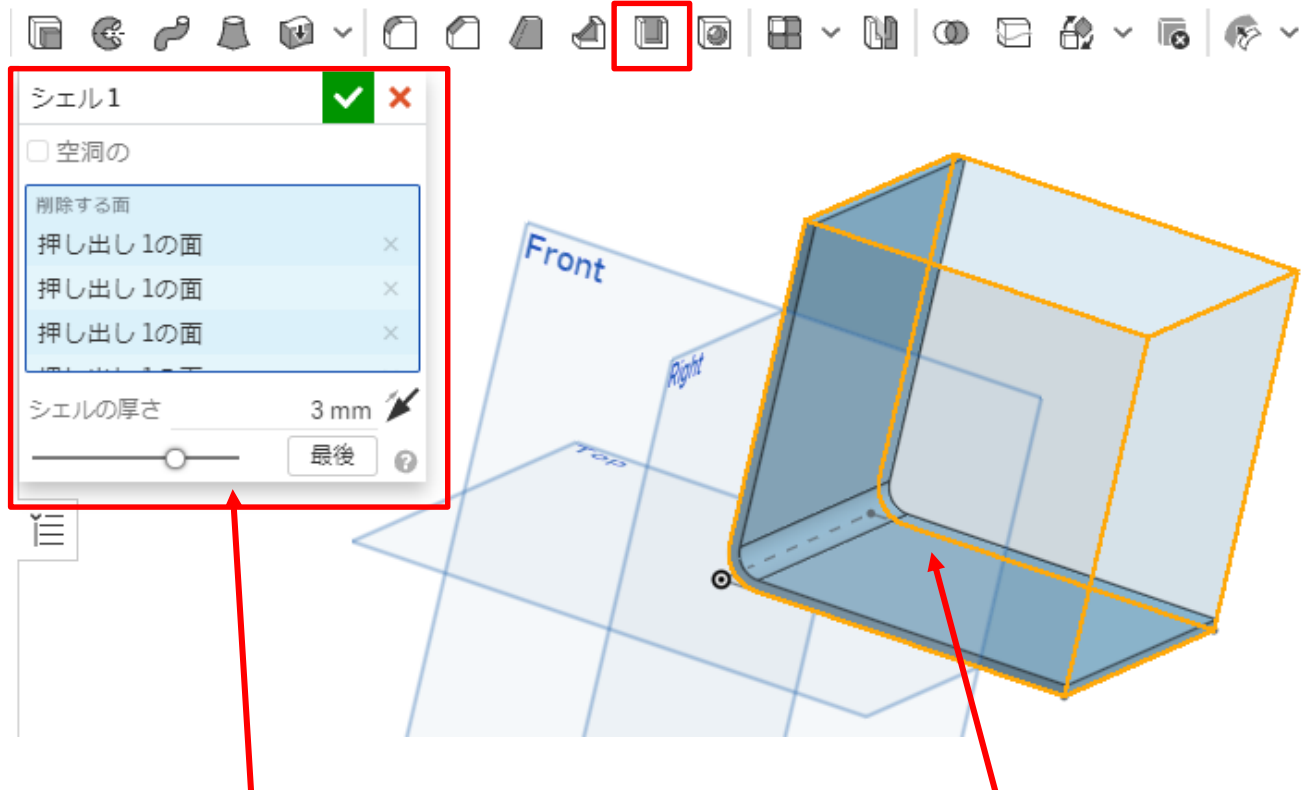 シェル 1
空洞の
削除する面
押し出し 1の面
押し出し 1の面
押し出し 1の面
シェルの厚さ 3 mm
最後
Front
Right
Top